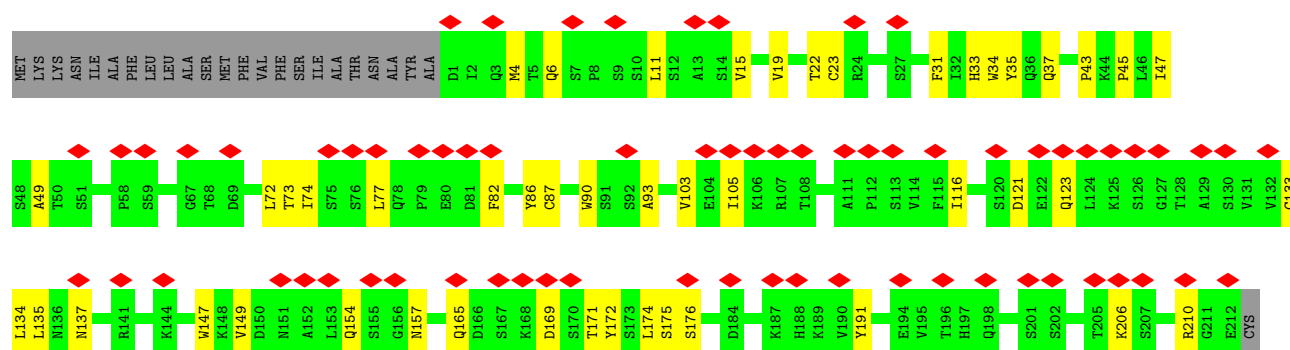 MET LYS LYS ASN ILE ALA PHE LEU LEU ALA SER MET PHE VAL PHE SER ILE ALA THR ASN ALA TYR ALA D1 I2 Q3 M4 T5 Q6 S7 P8 S9 S10 L11 S12 A13 S14 V15 V19 T22 C23 R24 S27 F31 I32 H33 W34 Y35 Q36 Q37 P43 K44 P45 L46 I47
S48 A49 T50 S51 P58 S59 G67 T68 D69 L72 T73 I74 S75 S76 L77 Q78 P79 E80 D81 F82 Y86 C87 W90 S91 S92 A93 V103 E104 I105 K106 R107 T108 A111 P112 S113 V114 F115 I116 S120 D121 E122 Q123 L124 K125 S126 G127 T128 A129 S130 V131 V132 C133
L134 L135 N136 N137 R141 K144 W147 K148 V149 D150 N151 A152 L153 Q154 S155 G156 N157 Q165 D166 S167 K168 D169 S170 T171 Y172 S173 L174 S175 S176 D184 K187 H188 K189 V190 Y191 E194 V195 T196 H197 Q198 S201 S202 T205 K206 S207 R210 G211 E212 CYS